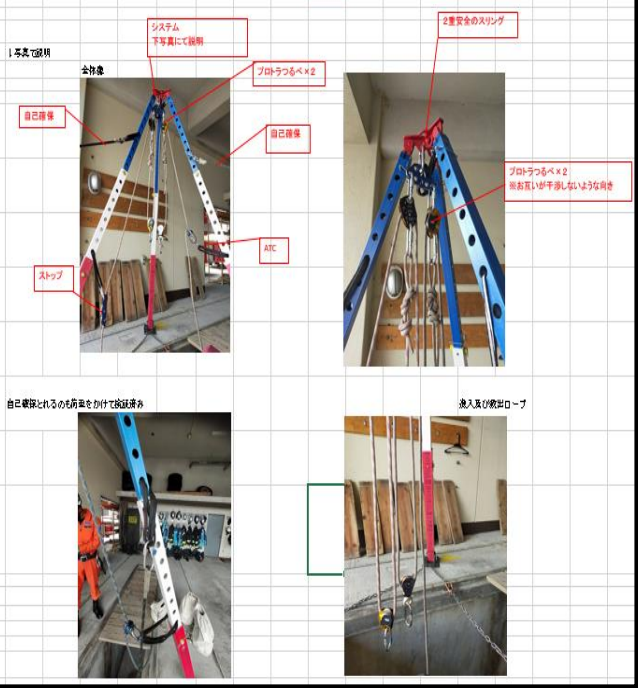 システム
下写真にて説明
2重安全のスリング
↓写真で説明
全体像
プロトラつるべ×2
自己確保
自己確保
プロトラつるべ×2
※お互いが干渉しないような向き
ATC
ストップ
自己確保とれるのも荷重をかけて検証済み
進入及び救出ロープ